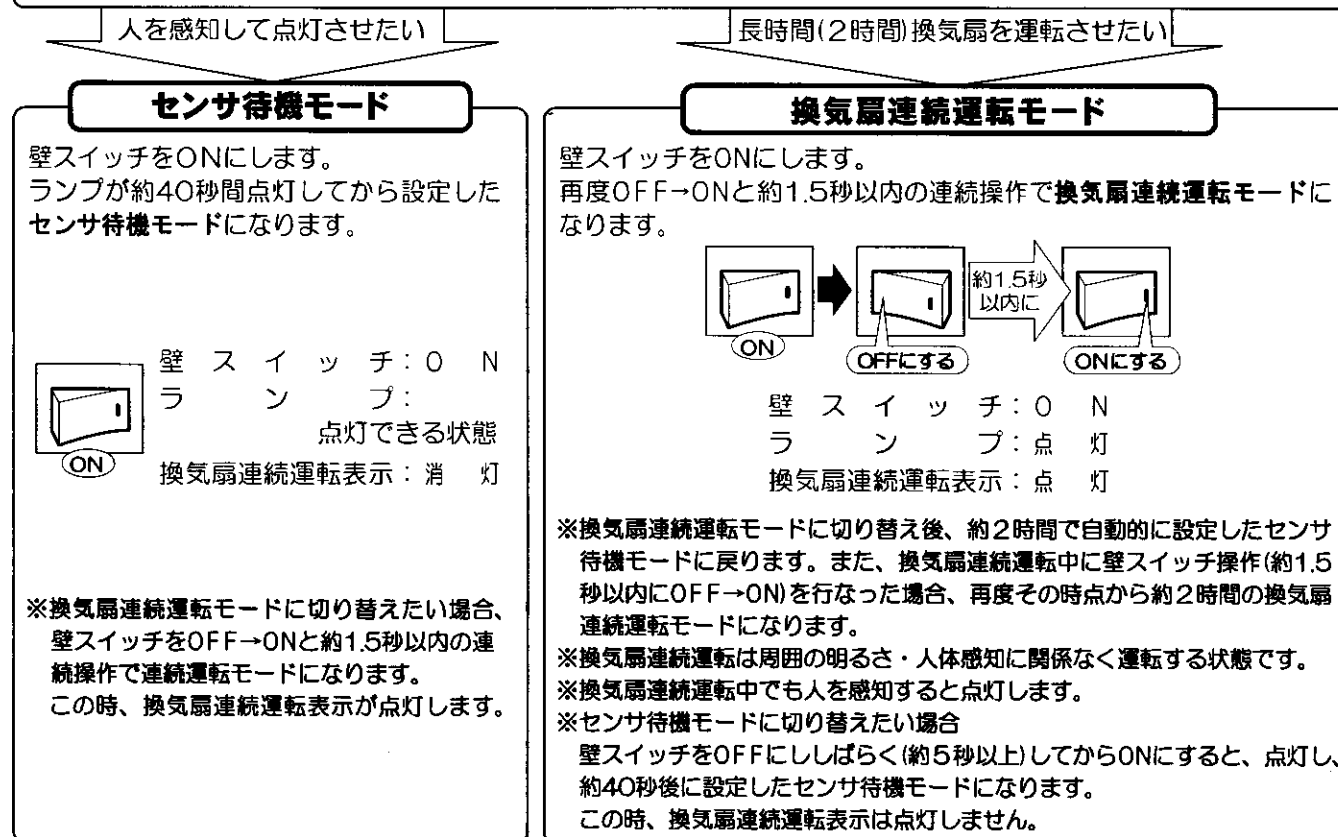 人を感知して点灯させたい
センサ待機モード
壁スイッチをONにします。
ランプが約40秒間点灯してから設定した
センサ待機モードになります。
ON
壁スイッチ:ON
ランプ:
点灯できる状態
換気扇連続運転表示:消 灯
※換気扇連続運転モードに切り替えたい場合、
壁スイッチをOFF→ONと約1.5秒以内の連
続操作で連続運転モードになります。
この時、換気扇連続運転表示が点灯します。
長時間(2時間)換気扇を運転させたい
換気扇連続運転モード
壁スイッチをONにします。
再度OFF→ONと約1.5秒以内の連続操作で換気扇連続運転モードに
なります。
ON
OFFにする
約1.5秒
以内に
ONにする
壁スイッチ:ON
ランプ:点 灯
換気扇連続運転表示:点 灯
※換気扇連続運転モードに切り替え後、約2時間で自動的に設定したセンサ
待機モードに戻ります。また、換気扇連続運転中に壁スイッチ操作(約1.5
秒以内にOFF→ON)を行なった場合、再度その時点から約2時間の換気扇
連続運転モードになります。
※換気扇連続運転は周囲の明るさ・人体感知に関係なく運転する状態です。
※換気扇連続運転中でも人を感知すると点灯します。
※センサ待機モードに切り替えたい場合
壁スイッチをOFFにししばらく(約5秒以上)してからONにすると、点灯し、
約40秒後に設定したセンサ待機モードになります。
この時、換気扇連続運転表示は点灯しません。